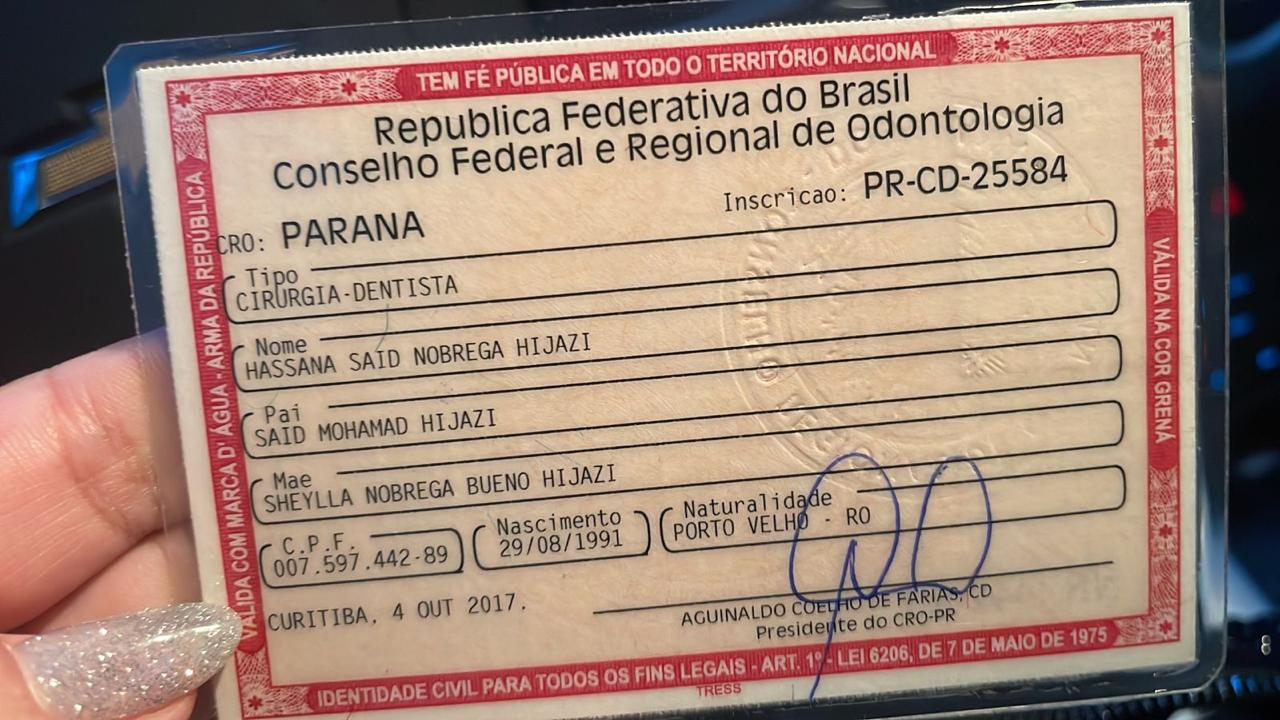 TEM FÉ PÚBLICA EM TODO O TERRITÓRIO NACIONAL
Republica Federativa do Brasil
Conselho Federal e Regional de Odontologia
Inscricao: PR-CD-25584
CRO: PARANA
Tipo
CIRURGIA-DENTISTA
Nome
HASSANA SAID NOBREGA HIJAZI
Pai
SAID MOHAMAD HIJAZI
Mae
SHEYLLA NOBREGA BUENO HIJAZI
C.P.F. Nascimento Naturalidade
007.597.442-89 29/08/1991 PORTO VELHO - RO
CURITIBA, 4 OUT 2017.
AGUINALDO COELHO DE FARIAS, CD
Presidente do CRO-PR
IDENTIDADE CIVIL PARA TODOS OS FINS LEGAIS - ART. 1º - LEI 6206, DE 7 DE MAIO DE 1975
TRESS
VÁLIDA COM MARCA D' ÁGUA - ARMA DA REPÚBLICA
VÁLIDA NA COR GRENÁ
8